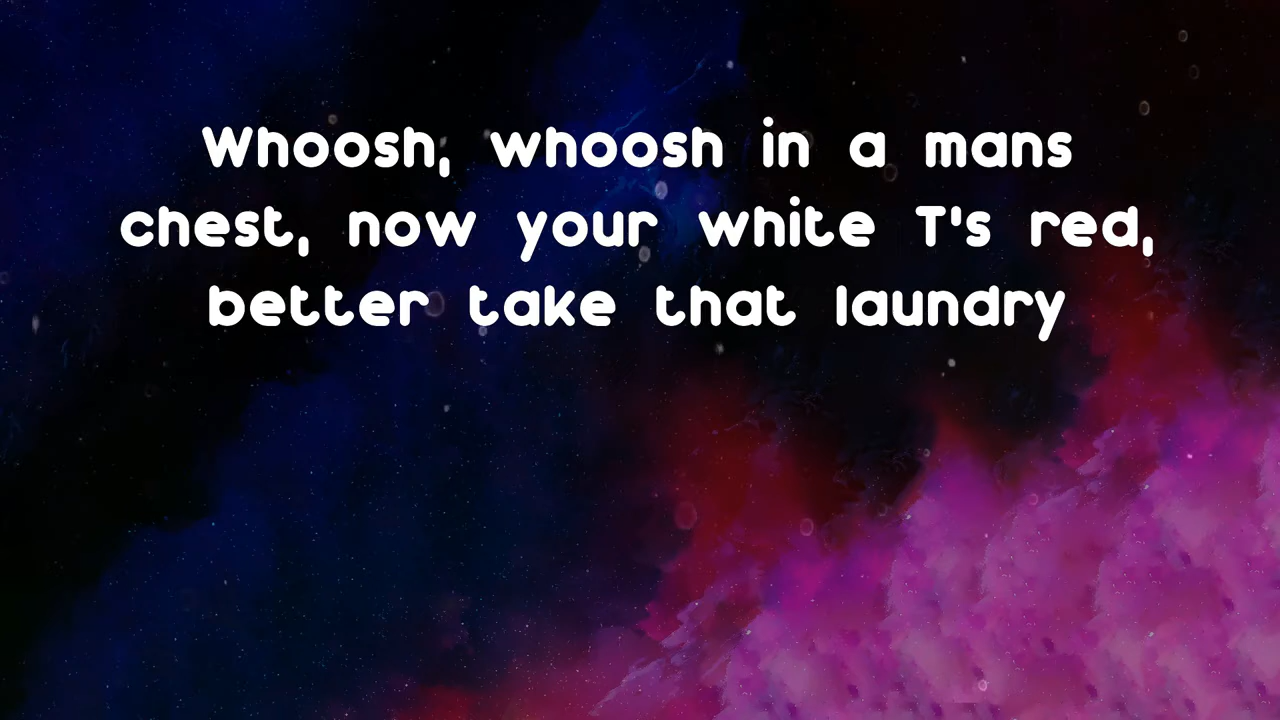 Whoosh, whoosh in a mans
chest, now your white T's red,
better take that laundry